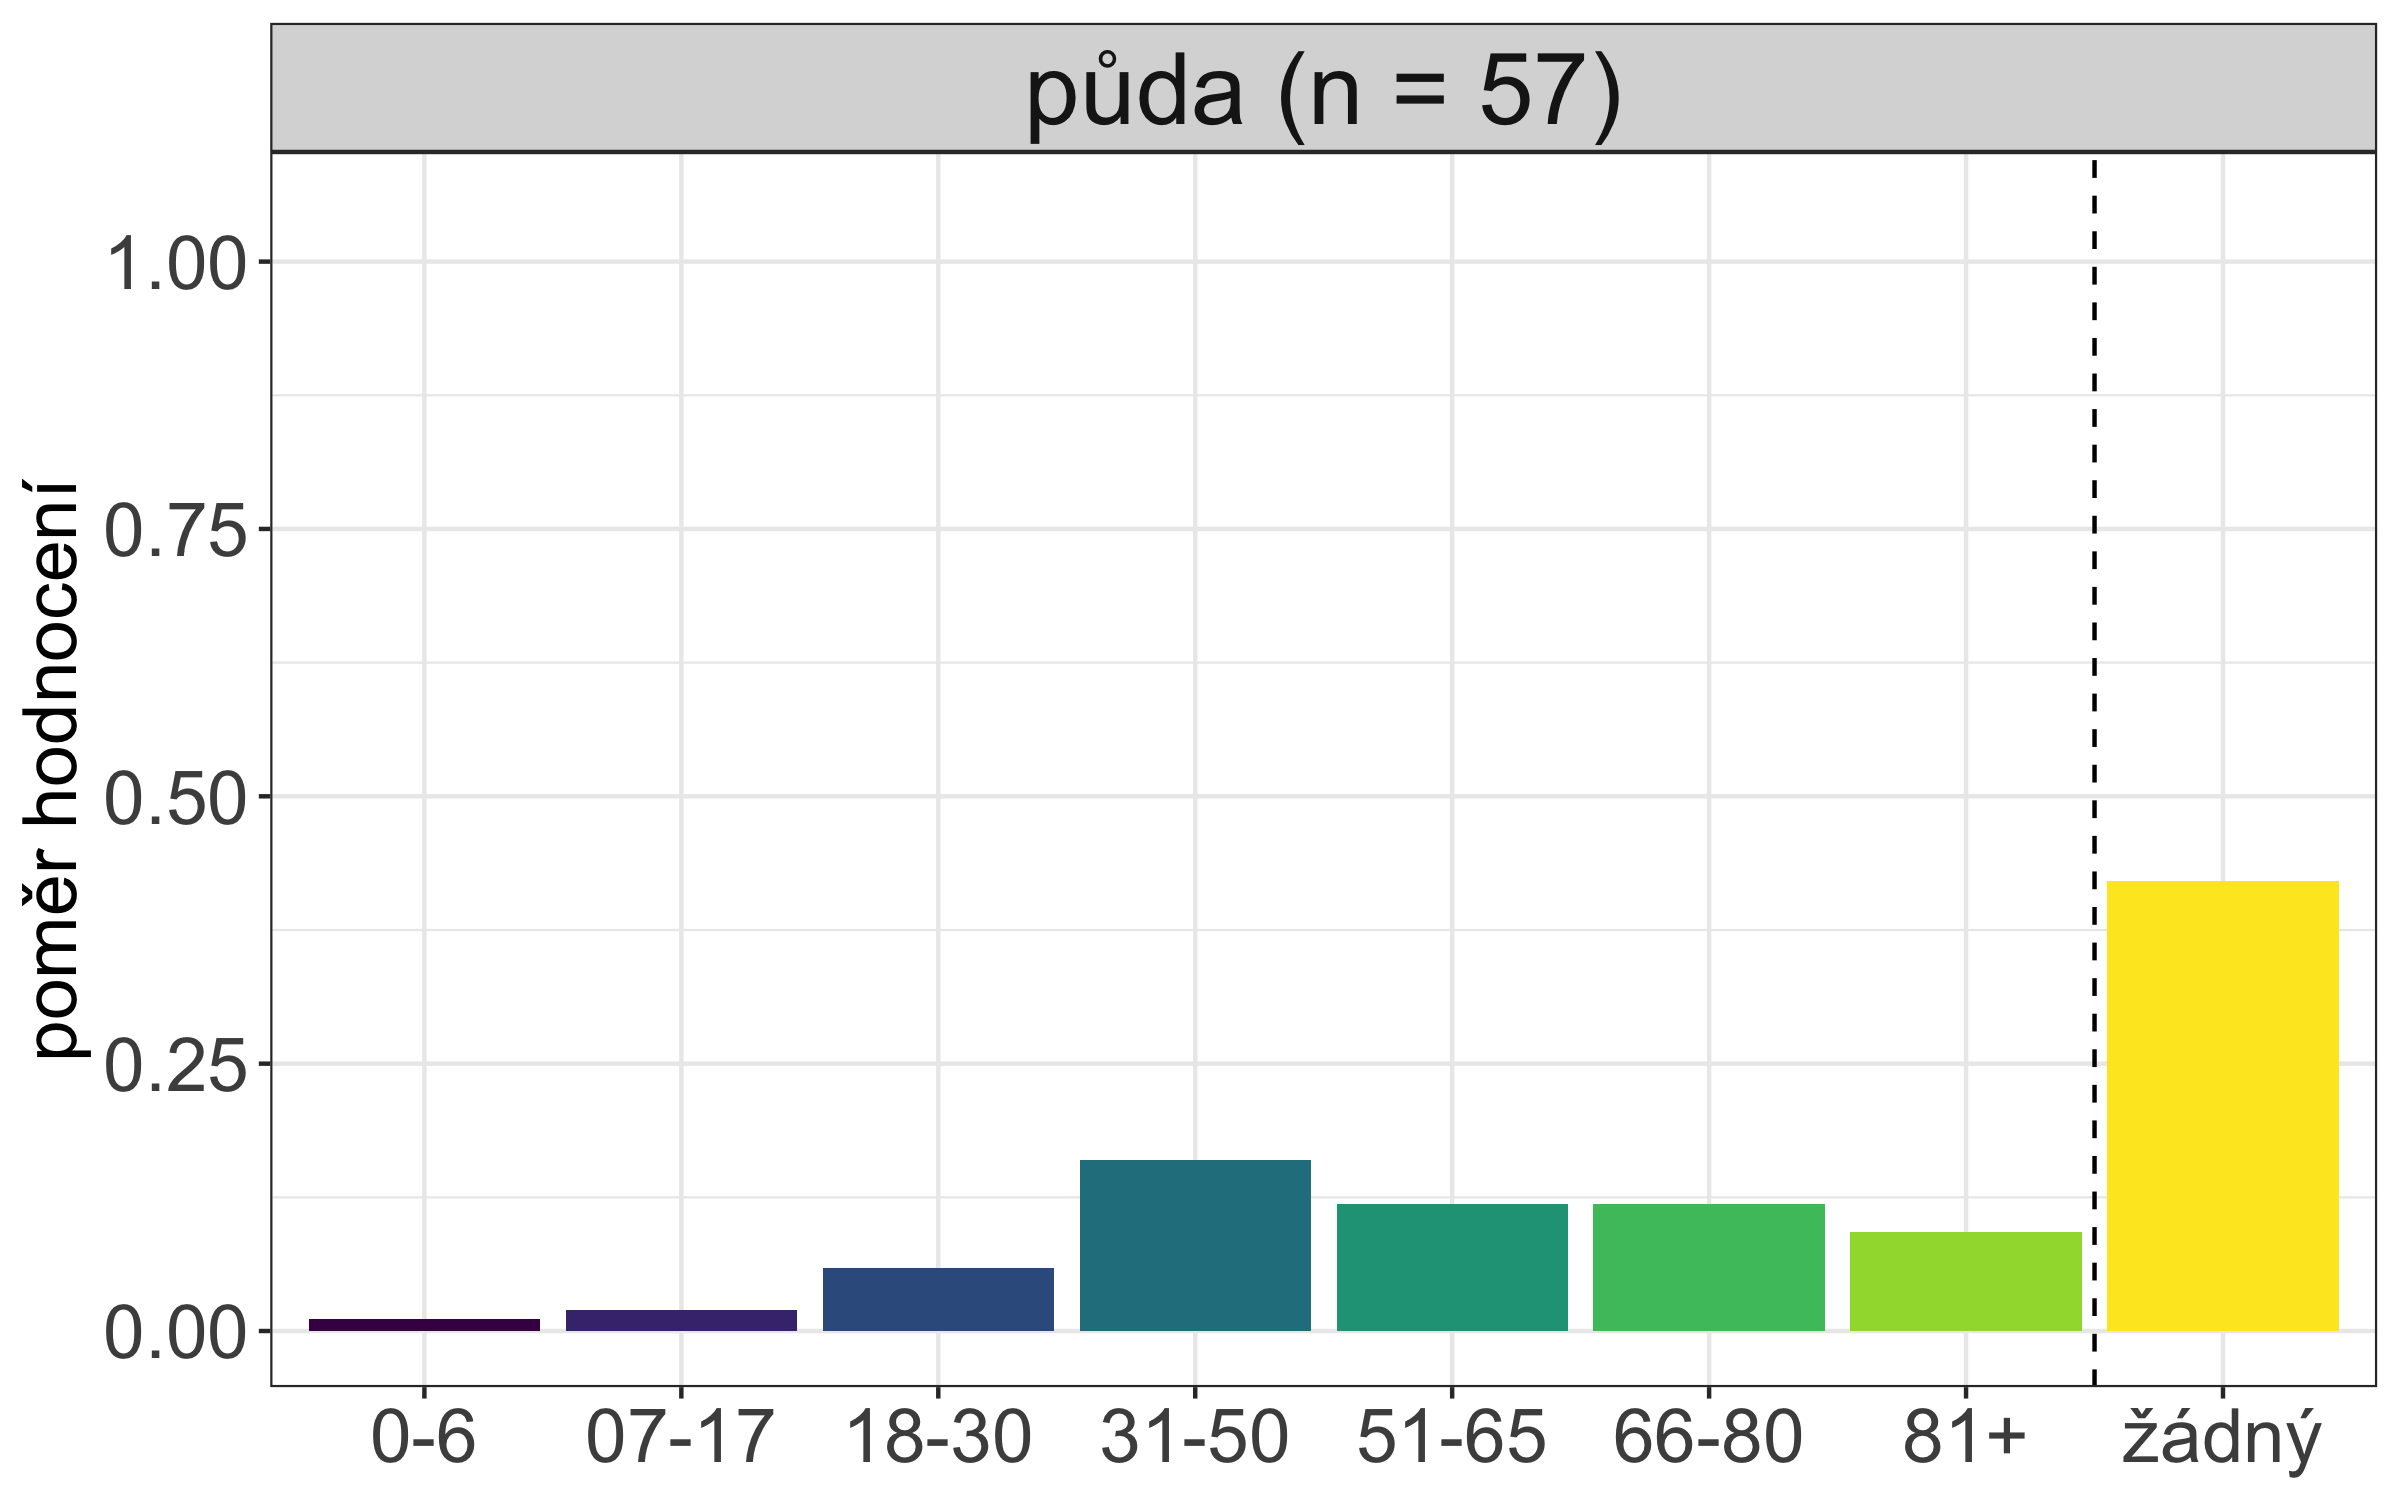 půda (n = 57)
poměr hodnocení
1.00
0.75
0.50
0.25
0.00
0-6 07-17 18-30 31-50 51-65 66-80 81+ žádný